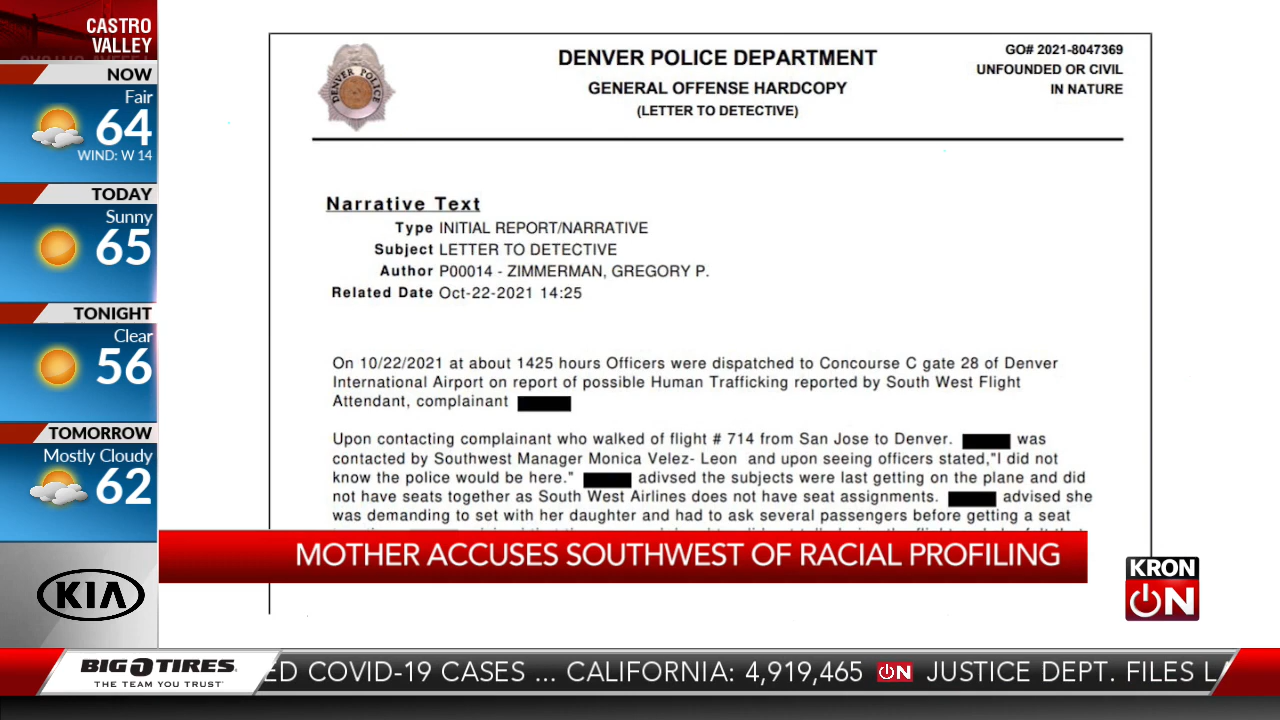 CASTRO
VALLEY
NOW
Fair
64
WIND: W 14
TODAY
Sunny
65
TONIGHT
Clear
56
TOMORROW
Mostly Cloudy
62
KIA
DENVER POLICE
DENVER POLICE DEPARTMENT
GENERAL OFFENSE HARDCOPY
(LETTER TO DETECTIVE)
GO# 2021-8047369
UNFOUNDED OR CIVIL
IN NATURE
Narrative Text
Type INITIAL REPORT/NARRATIVE
Subject LETTER TO DETECTIVE
Author P00014 - ZIMMERMAN, GREGORY P.
Related Date Oct-22-2021 14:25
On 10/22/2021 at about 1425 hours Officers were dispatched to Concourse C gate 28 of Denver
International Airport on report of possible Human Trafficking reported by South West Flight
Attendant, complainant
Upon contacting complainant who walked of flight # 714 from San Jose to Denver. was
contacted by Southwest Manager Monica Velez- Leon and upon seeing officers stated,"I did not
know the police would be here." adivsed the subjects were last getting on the plane and did
not have seats together as South West Airlines does not have seat assignments. advised she
was demanding to set with her daughter and had to ask several passengers before getting a seat
MOTHER ACCUSES SOUTHWEST OF RACIAL PROFILING
KRON
ON
BIG O TIRES
THE TEAM YOU TRUST
ED COVID-19 CASES ... CALIFORNIA: 4,919,465 ON JUSTICE DEPT. FILES L